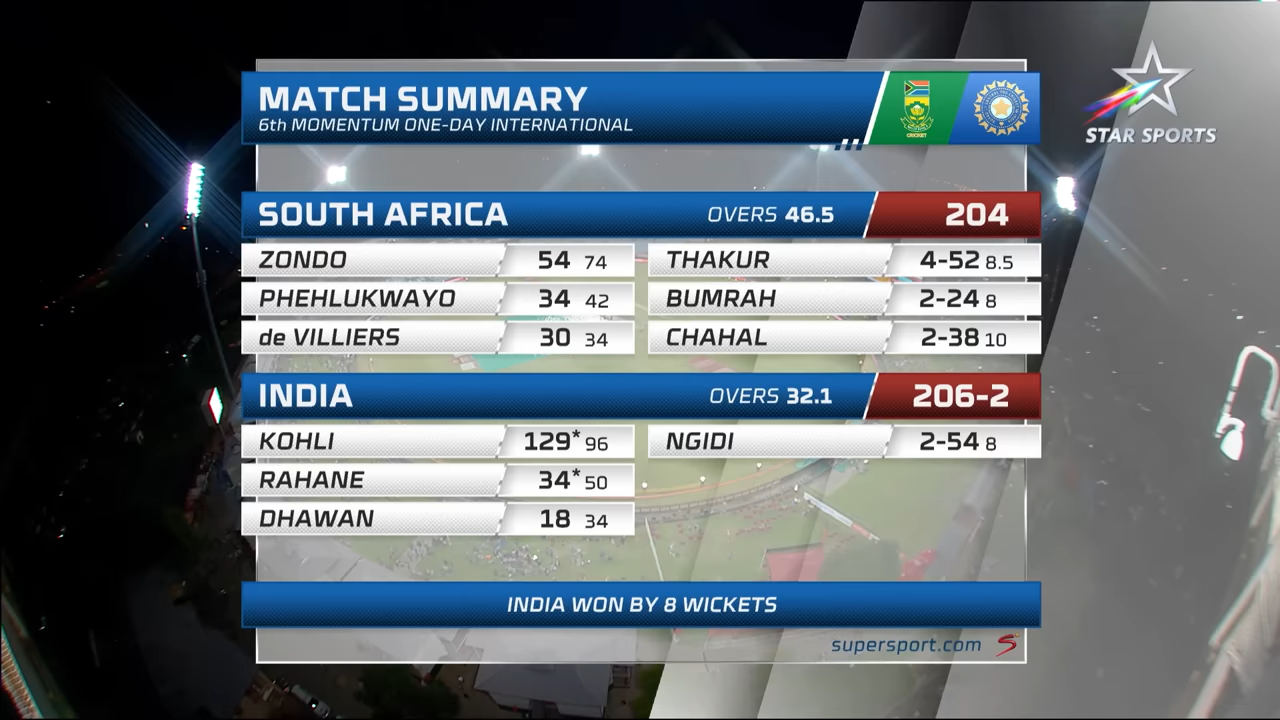 MATCH SUMMARY
6th MOMENTUM ONE-DAY INTERNATIONAL
CRICKET
STAR SPORTS
SOUTH AFRICA OVERS 46.5 204
ZONDO 54 74 THAKUR 4-52 8.5
PHEHLUKWAYO 34 42 BUMRAH 2-24 8
de VILLIERS 30 34 CHAHAL 2-38 10
INDIA OVERS 32.1 206-2
KOHLI 129* 96 NGIDI 2-54 8
RAHANE 34* 50
DHAWAN 18 34
INDIA WON BY 8 WICKETS
supersport.com S